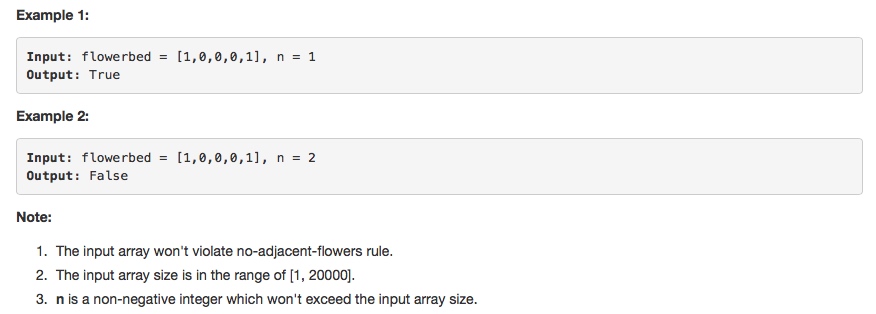 Example 1:
Input: flowerbed = [1,0,0,0,1], n = 1
Output: True
Example 2:
Input: flowerbed = [1,0,0,0,1], n = 2
Output: False
Note:
1. The input array won't violate no-adjacent-flowers rule.
2. The input array size is in the range of [1, 20000].
3. n is a non-negative integer which won't exceed the input array size.